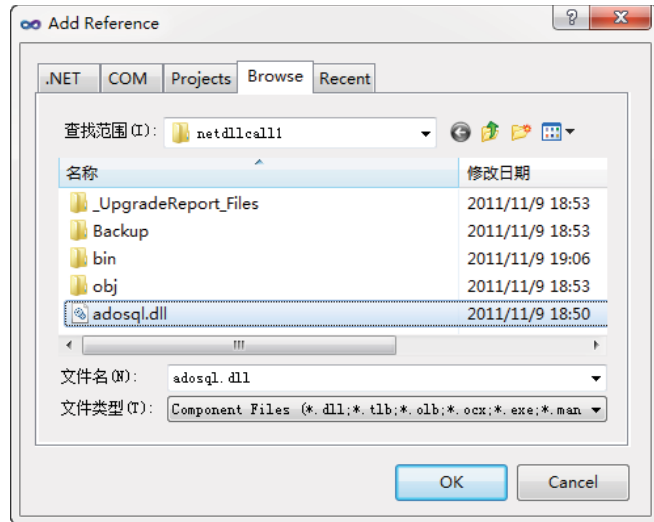 Add Reference
.NET COM Projects Browse Recent
查找范围(I): netdllcall1
名称 修改日期
_UpgradeReport_Files 2011/11/9 18:53
Backup 2011/11/9 18:53
bin 2011/11/9 19:06
obj 2011/11/9 18:53
adosql.dll 2011/11/9 18:50
文件名(N): adosql.dll
文件类型(T): Component Files (*.dll;*.tlb;*.olb;*.ocx;*.exe;*.man
OK Cancel